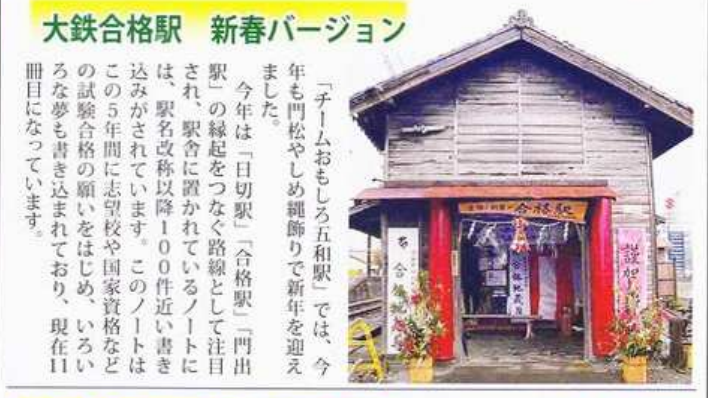 大鉄合格駅　新春バージョン
「チームおもしろ五和駅」では、今
年も門松やしめ縄飾りで新年を迎え
ました。
今年は「日切駅」「合格駅」「門出
駅」の縁起をつなぐ路線として注目
され、駅舎に置かれているノートに
は、駅名改称以降１００件近い書き
込みがされています。このノートは
この５年間に志望校や国家資格など
の試験合格の願いをはじめ、いろい
ろな夢も書き込まれており、現在11
冊目になっています。
合格駅
合格地蔵尊
謹賀